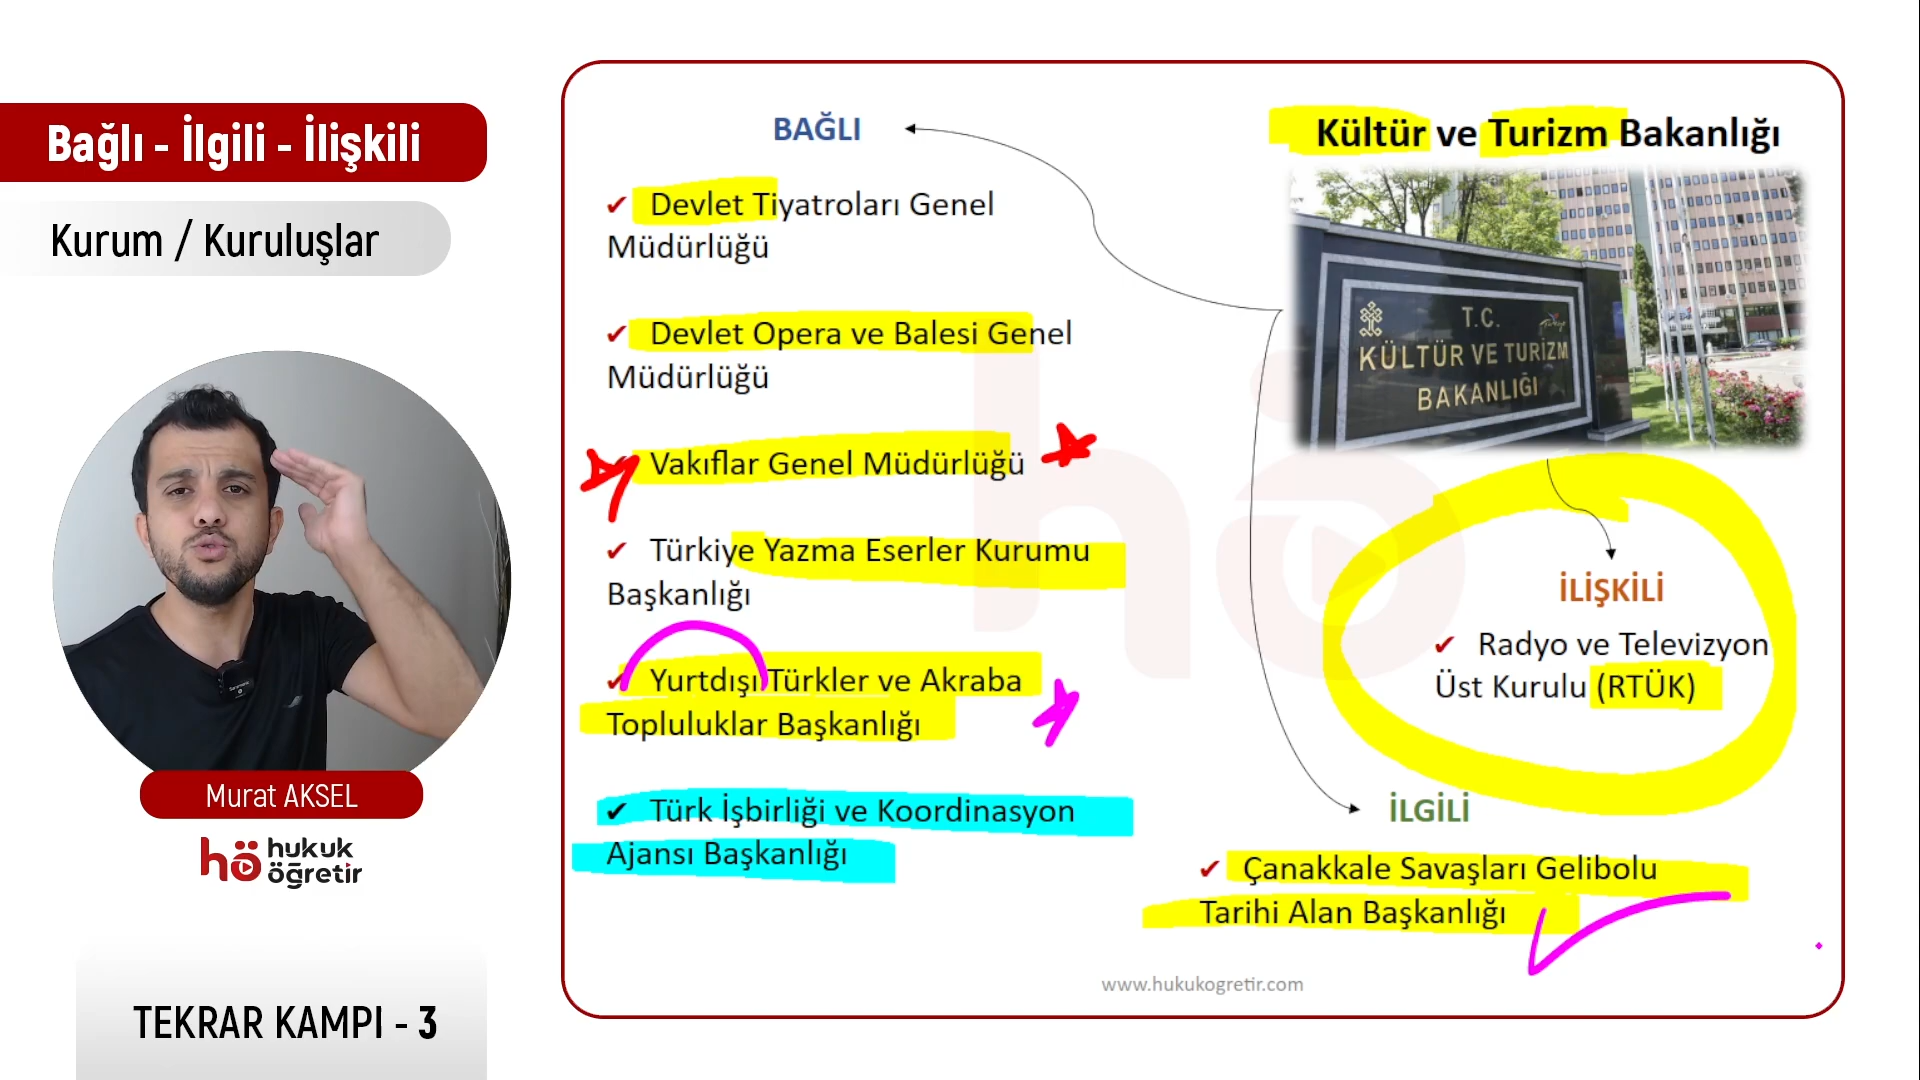 Bağlı - İlgili - İlişkili
Kurum / Kuruluşlar
Murat AKSEL
hö hukuk
öğretir
TEKRAR KAMPI - 3
BAĞLI
✔ Devlet Tiyatroları Genel
Müdürlüğü
✔ Devlet Opera ve Balesi Genel
Müdürlüğü
Vakıflar Genel Müdürlüğü
✔ Türkiye Yazma Eserler Kurumu
Başkanlığı
✔ Yurtdışı Türkler ve Akraba
Topluluklar Başkanlığı
✔ Türk İşbirliği ve Koordinasyon
Ajansı Başkanlığı
Kültür ve Turizm Bakanlığı
T.C.
KÜLTÜR VE TURİZM
BAKANLIĞI
İLİŞKİLİ
✔ Radyo ve Televizyon
Üst Kurulu (RTÜK)
İLGİLİ
✔ Çanakkale Savaşları Gelibolu
Tarihi Alan Başkanlığı
www.hukukogretir.com